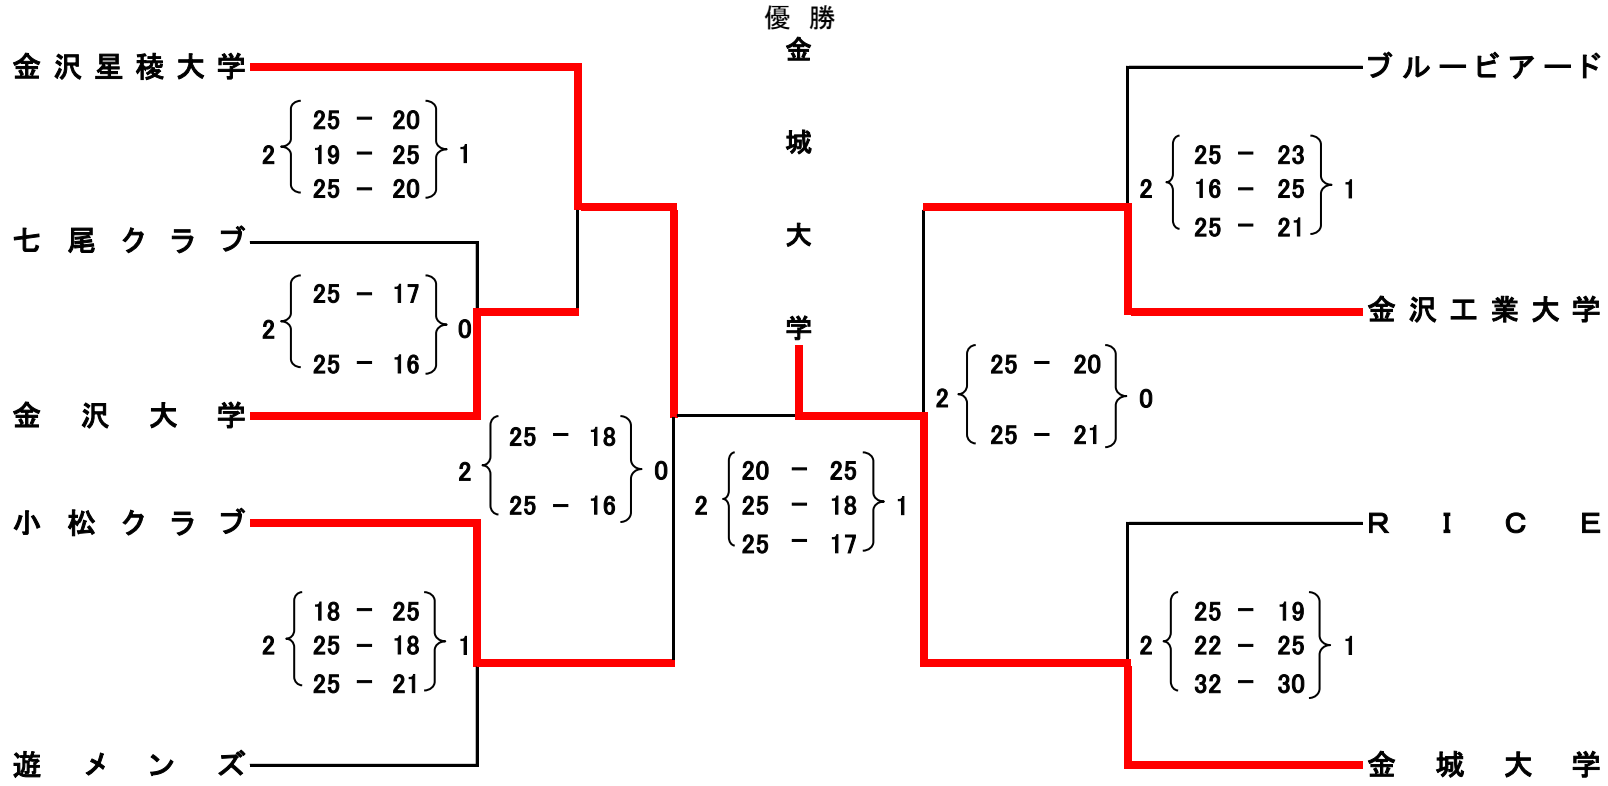 優勝
金城大学
金沢星稜大学
25 － 20
2 19 － 25 1
25 － 20
七尾クラブ
25 － 17
2 0
25 － 16
金沢大学
25 － 18
2 0
25 － 16
小松クラブ
18 － 25
2 25 － 18 1
25 － 21
遊メンズ
20 － 25
2 25 － 18 1
25 － 17
ブルービアード
25 － 23
2 16 － 25 1
25 － 21
金沢工業大学
25 － 20
2 0
25 － 21
ＲＩＣＥ
25 － 19
2 22 － 25 1
32 － 30
金城大学